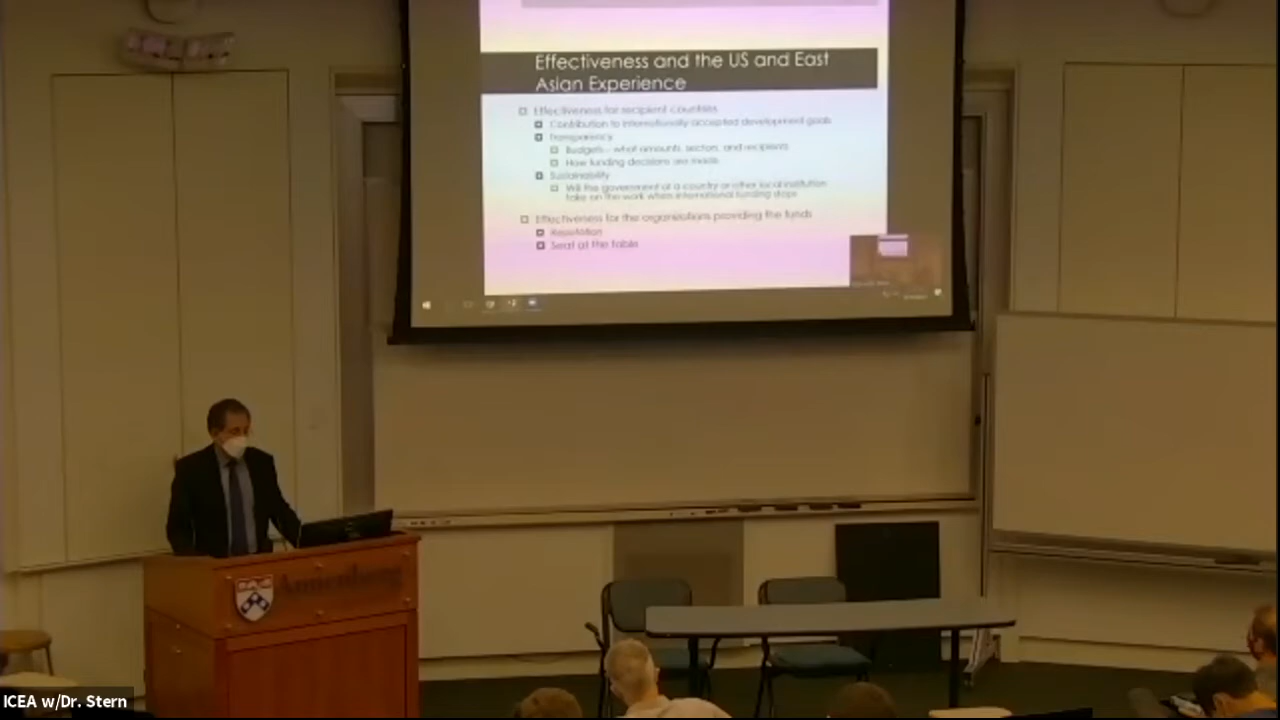 Effectiveness and the US and East
Asian Experience
Effectiveness for recipient countries
Contribution to internationally accepted development goals
Transparency
Budgets – what amounts, sectors, and recipients
How funding decisions are made
Sustainability
Will the government of a country or other local institution
take on the work when international funding stops
Effectiveness for the organizations providing the funds
Reputation
Seat at the table
Annenberg
ICEA w/Dr. Stern